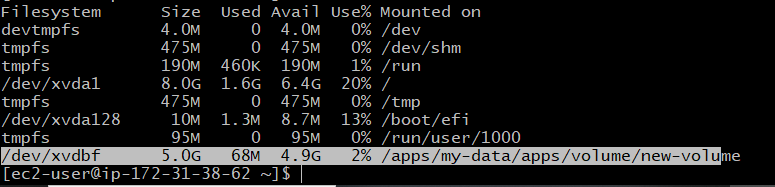 Filesystem Size Used Avail Use% Mounted on
devtmpfs 4.0M 0 4.0M 0% /dev
tmpfs 475M 0 475M 0% /dev/shm
tmpfs 190M 460K 190M 1% /run
/dev/xvda1 8.0G 1.6G 6.4G 20% /
tmpfs 475M 0 475M 0% /tmp
/dev/xvda128 10M 1.3M 8.7M 13% /boot/efi
tmpfs 95M 0 95M 0% /run/user/1000
/dev/xvdbf 5.0G 68M 4.9G 2% /apps/my-data/apps/volume/new-volume
[ec2-user@ip-172-31-38-62 ~]$